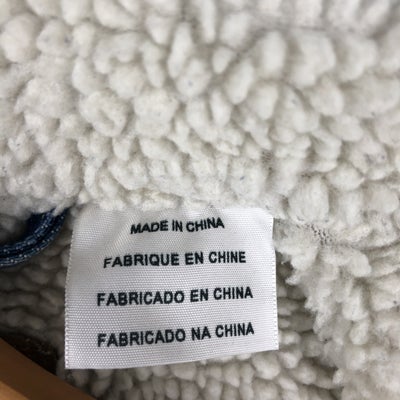 MADE IN CHINA
FABRIQUE EN CHINE
FABRICADO EN CHINA
FABRICADO NA CHINA